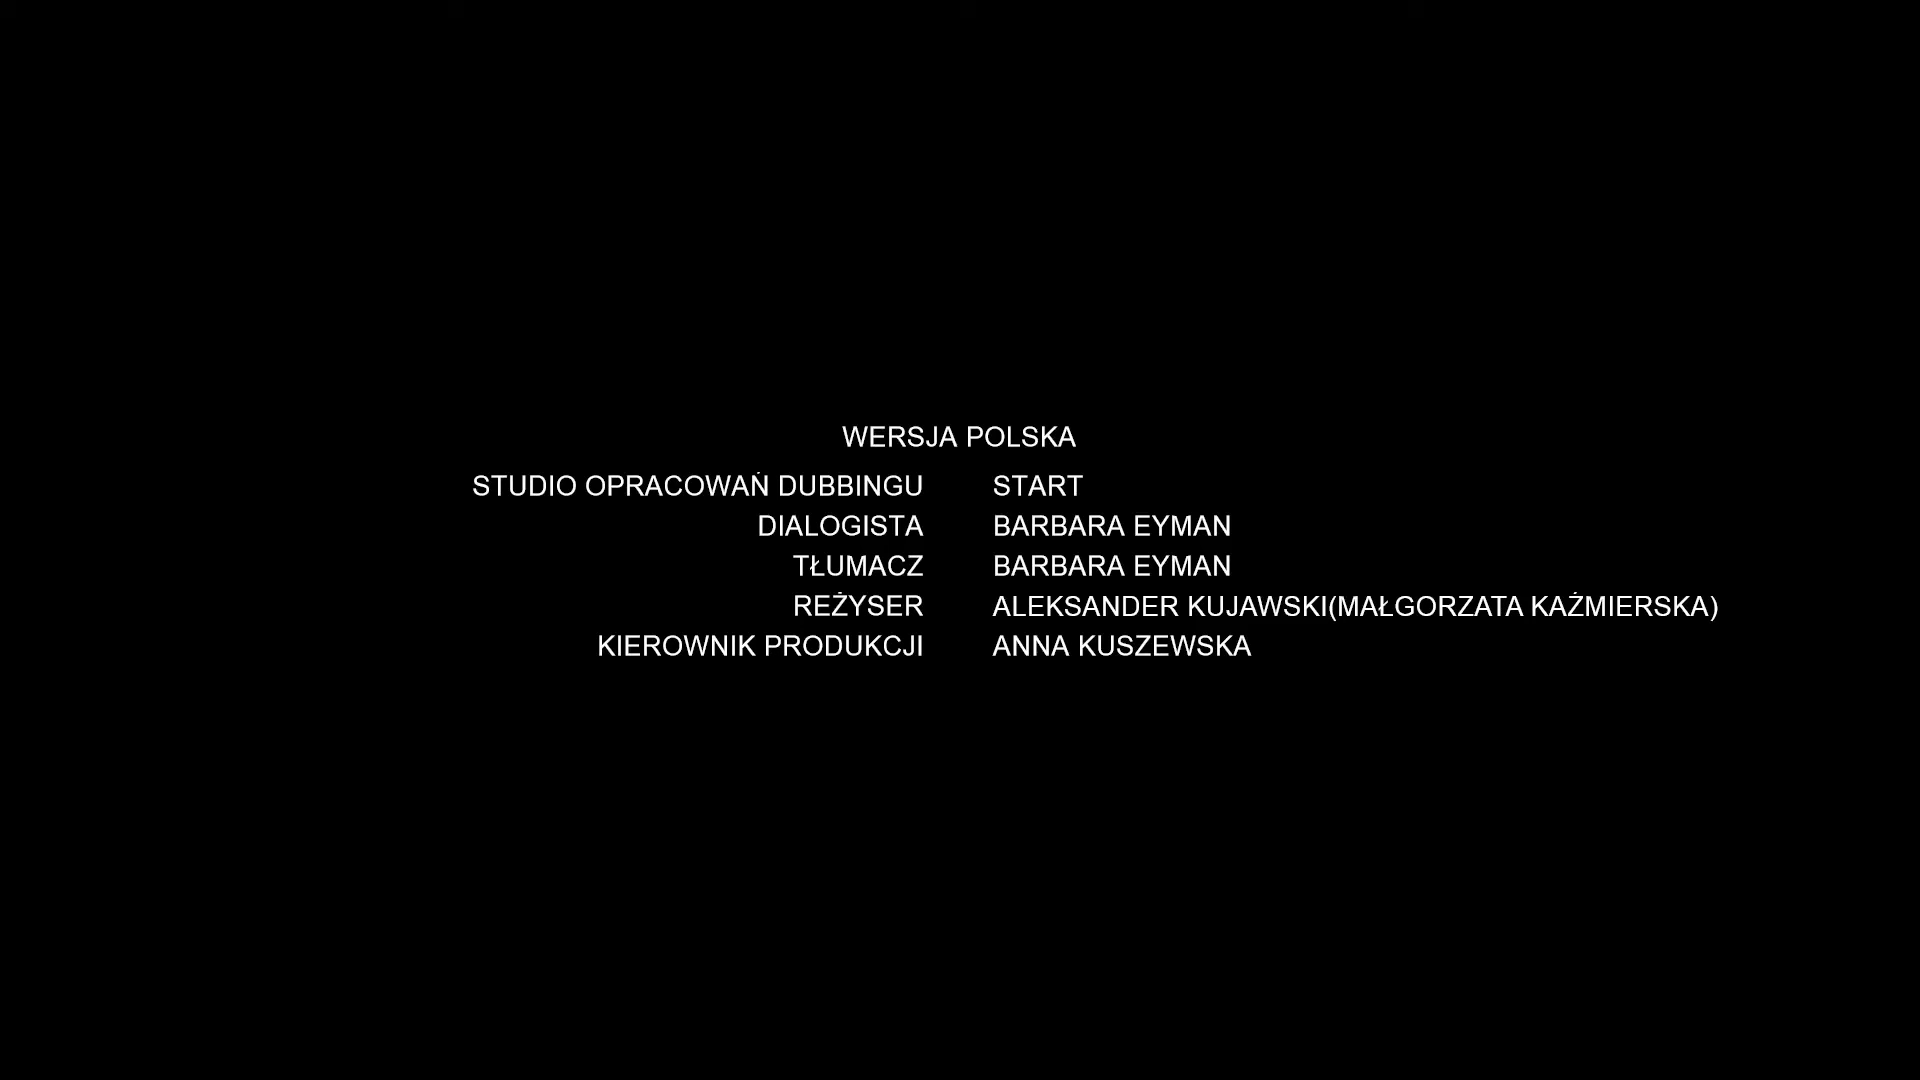 WERSJA POLSKA
STUDIO OPRACOWAŃ DUBBINGU START
DIALOGISTA BARBARA EYMAN
TŁUMACZ BARBARA EYMAN
REŻYSER ALEKSANDER KUJAWSKI(MAŁGORZATA KAŹMIERSKA)
KIEROWNIK PRODUKCJI ANNA KUSZEWSKA